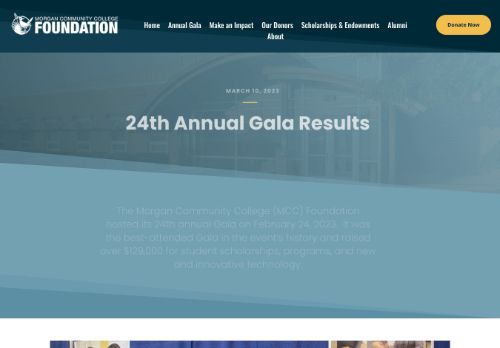 MORGAN COMMUNITY COLLEGE
FOUNDATION
Home Annual Gala Make an Impact Our Donors Scholarships & Endowments Alumni
About
Donate Now
MARCH 10, 2023
24th Annual Gala Results
The Morgan Community College (MCC) Foundation
hosted its 24th annual Gala on February 24, 2023. It was
the best-attended Gala in the event's history and raised
over $129,000 for student scholarships, programs, and new
and innovative technology.